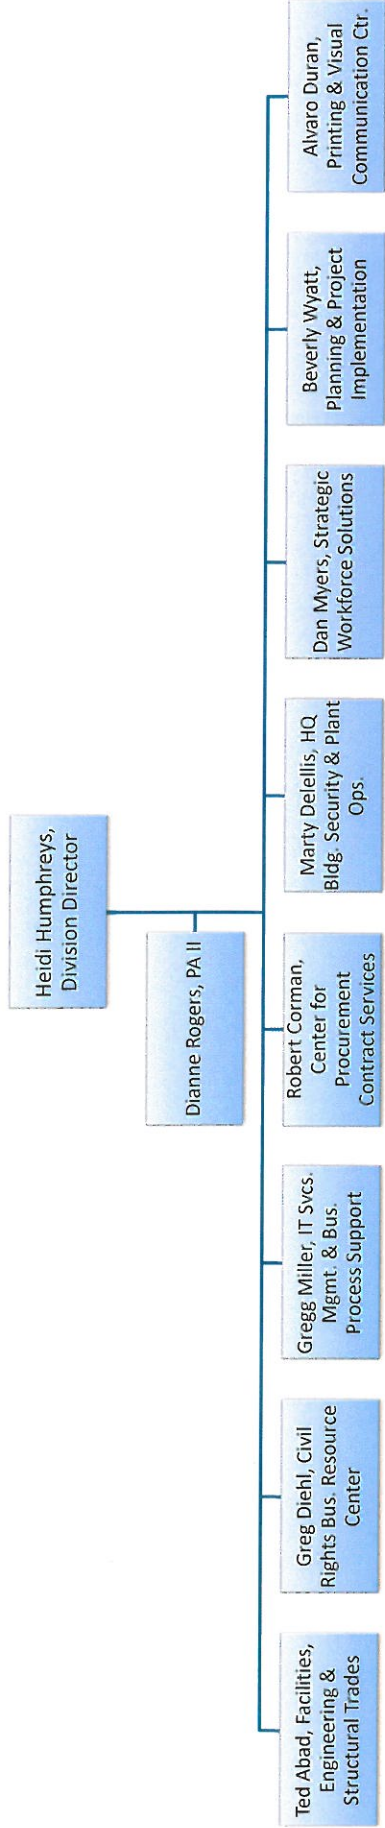 Heidi Humphreys,
Division Director
Dianne Rogers, PA II
Ted Abad, Facilities,
Engineering &
Structural Trades
Greg Diehl, Civil
Rights Bus. Resource
Center
Gregg Miller, IT Svcs.
Mgmt. & Bus.
Process Support
Robert Corman,
Center for
Procurement
Contract Services
Marty Delellis, HQ
Bldg. Security & Plant
Ops.
Dan Myers, Strategic
Workforce Solutions
Beverly Wyatt,
Planning & Project
Implementation
Alvaro Duran,
Printing & Visual
Communication Ctr.